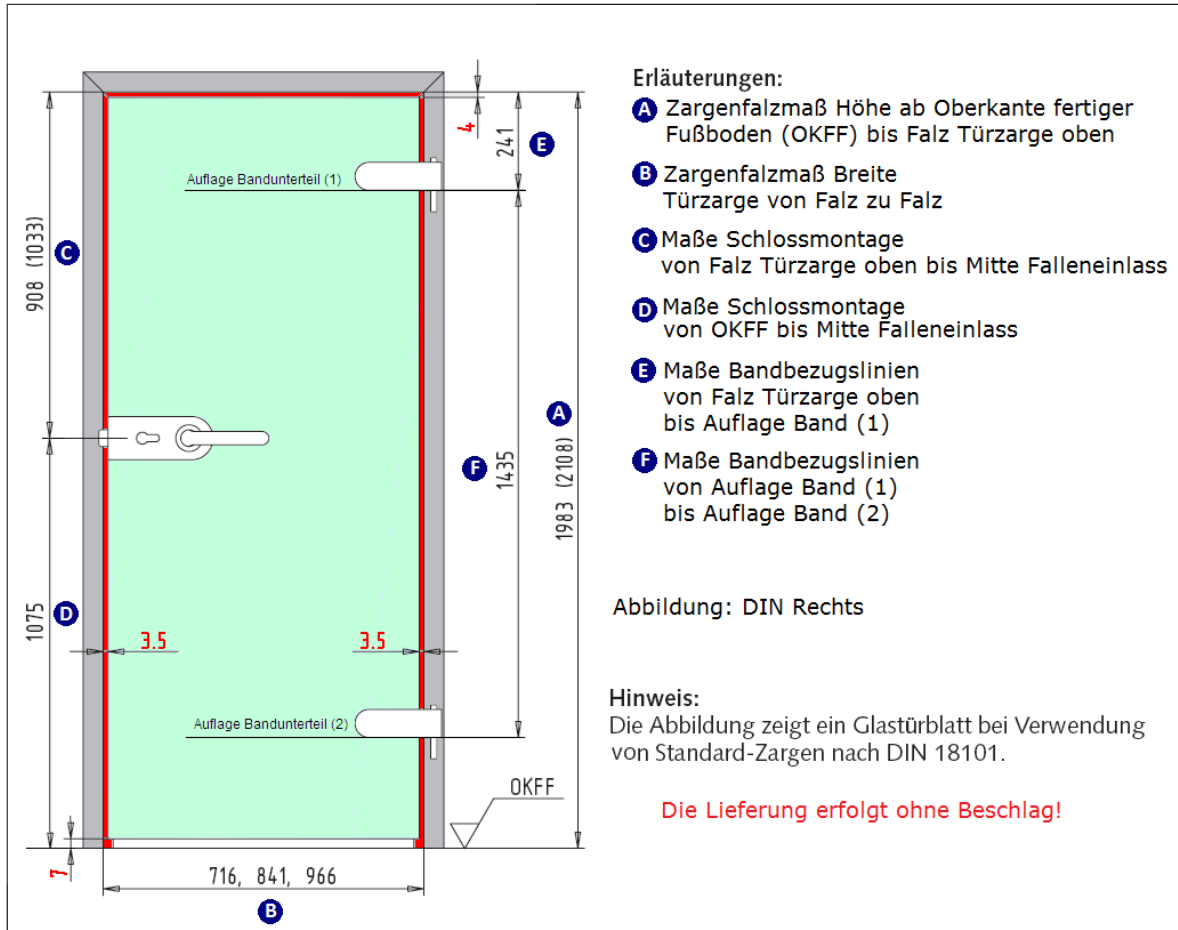 4
241
E
Auflage Bandunterteil (1)
908 (1033)
C
A
F
1435
1983 (2108)
1075
D
3.5
3.5
Auflage Bandunterteil (2)
OKFF
7
716, 841, 966
B
Erläuterungen:
A Zargenfalzmaß Höhe ab Oberkante fertiger
Fußboden (OKFF) bis Falz Türzarge oben
B Zargenfalzmaß Breite
Türzarge von Falz zu Falz
C Maße Schlossmontage
von Falz Türzarge oben bis Mitte Falleneinlass
D Maße Schlossmontage
von OKFF bis Mitte Falleneinlass
E Maße Bandbezugslinien
von Falz Türzarge oben
bis Auflage Band (1)
F Maße Bandbezugslinien
von Auflage Band (1)
bis Auflage Band (2)
Abbildung: DIN Rechts
Hinweis:
Die Abbildung zeigt ein Glastürblatt bei Verwendung
von Standard-Zargen nach DIN 18101.
Die Lieferung erfolgt ohne Beschlag!